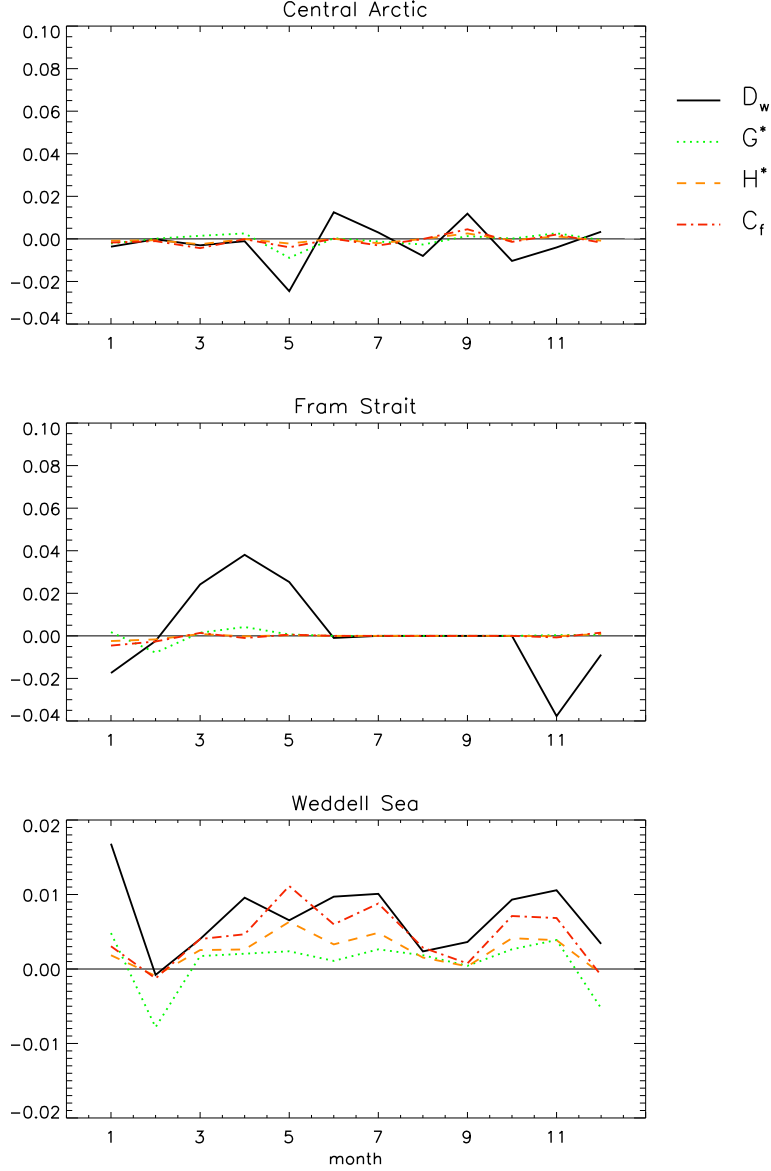 Central Arctic
0.10
0.08
0.06
0.04
0.02
0.00
−0.02
−0.04
1 3 5 7 9 11
D_w
G*
H*
C_f
Fram Strait
0.10
0.08
0.06
0.04
0.02
0.00
−0.02
−0.04
1 3 5 7 9 11
Weddell Sea
0.02
0.01
0.00
−0.01
−0.02
1 3 5 7 9 11
month